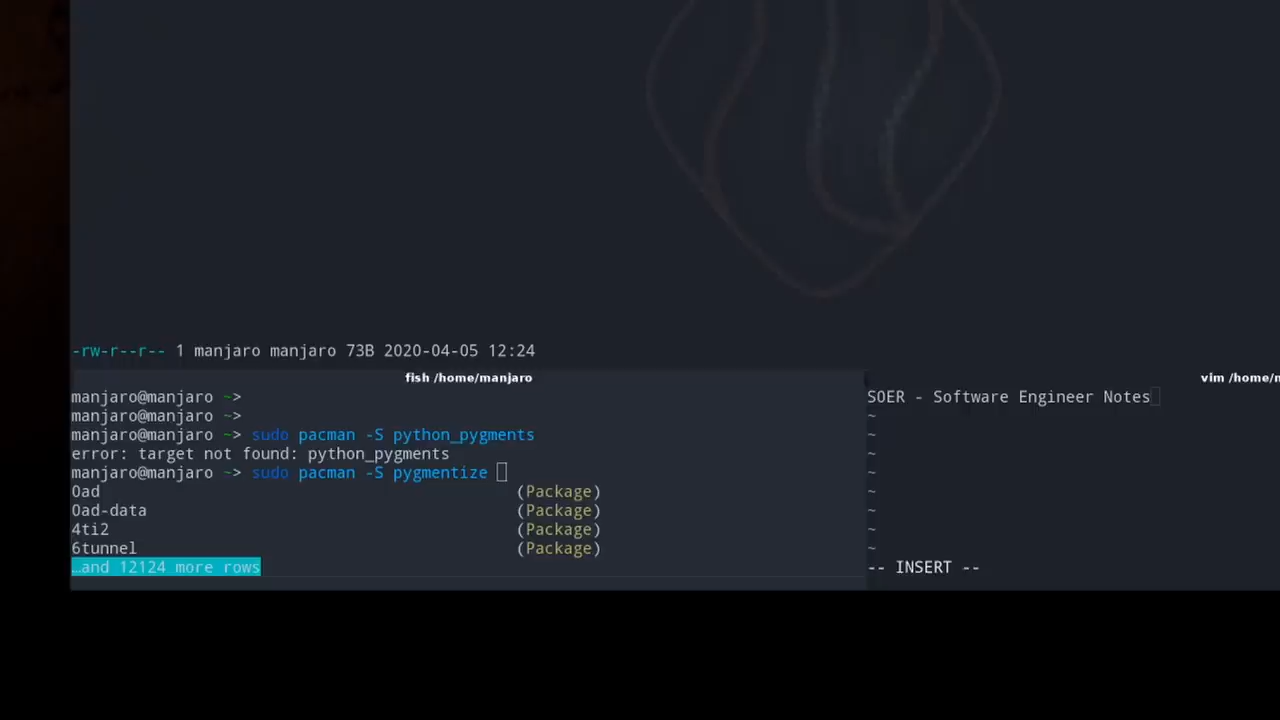 -rw-r--r-- 1 manjaro manjaro 73B 2020-04-05 12:24
fish /home/manjaro
manjaro@manjaro ~>
manjaro@manjaro ~>
manjaro@manjaro ~> sudo pacman -S python_pygments
error: target not found: python_pygments
manjaro@manjaro ~> sudo pacman -S pygmentize
0ad (Package)
0ad-data (Package)
4ti2 (Package)
6tunnel (Package)
…and 12124 more rows
vim /home/m
SOER - Software Engineer Notes
~
~
~
~
~
~
~
~
-- INSERT --